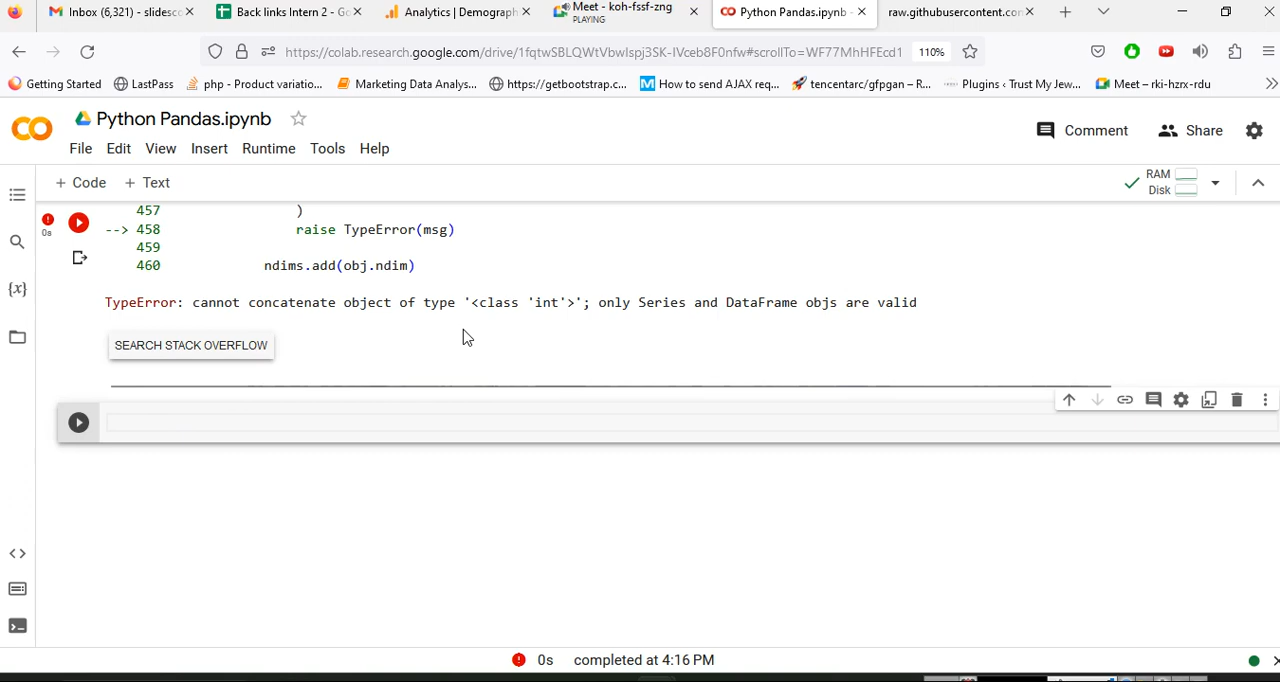 Inbox (6,321) - slidesco
Back links Intern 2 - Go
Analytics | Demograph
Meet - koh-fssf-zng
PLAYING
Python Pandas.ipynb -
raw.githubusercontent.con
https://colab.research.google.com/drive/1fqtwSBLQWtVbwIspj3SK-IVceb8F0nfw#scrollTo=WF77MhHFEcd1
110%
Getting Started
LastPass
php - Product variatio...
Marketing Data Analys...
https://getbootstrap.c...
How to send AJAX req...
tencentarc/gfpgan – R...
Plugins ‹ Trust My Jew...
Meet – rki-hzrx-rdu
Python Pandas.ipynb
Comment
Share
File Edit View Insert Runtime Tools Help
+ Code + Text
RAM
Disk
457 )
0s
--> 458 raise TypeError(msg)
459
460 ndims.add(obj.ndim)
{x}
TypeError: cannot concatenate object of type '<class 'int'>'; only Series and DataFrame objs are valid
SEARCH STACK OVERFLOW
0s completed at 4:16 PM